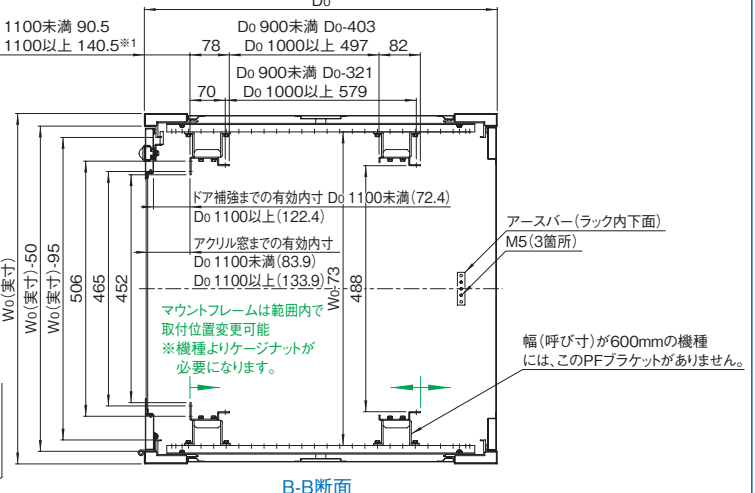 D₀
1100未満 90.5
1100以上 140.5※1
78
D₀ 900未満 D₀-403
D₀ 1000以上 497
82
70
D₀ 900未満 D₀-321
D₀ 1000以上 579
ドア補強までの有効内寸 D₀ 1100未満(72.4)
D₀ 1100以上(122.4)
アクリル窓までの有効内寸
D₀ 1100未満(83.9)
D₀ 1100以上(133.9)
W₀(実寸)
W₀(実寸)-50
W₀(実寸)-95
506
465
452
W₀-73
488
マウントフレームは範囲内で
取付位置変更可能
※機種よりケージナットが
必要になります。
アースバー(ラック内下面)
M5(3箇所)
幅(呼び寸)が600mmの機種
には、このPFブラケットがありません。
B-B断面